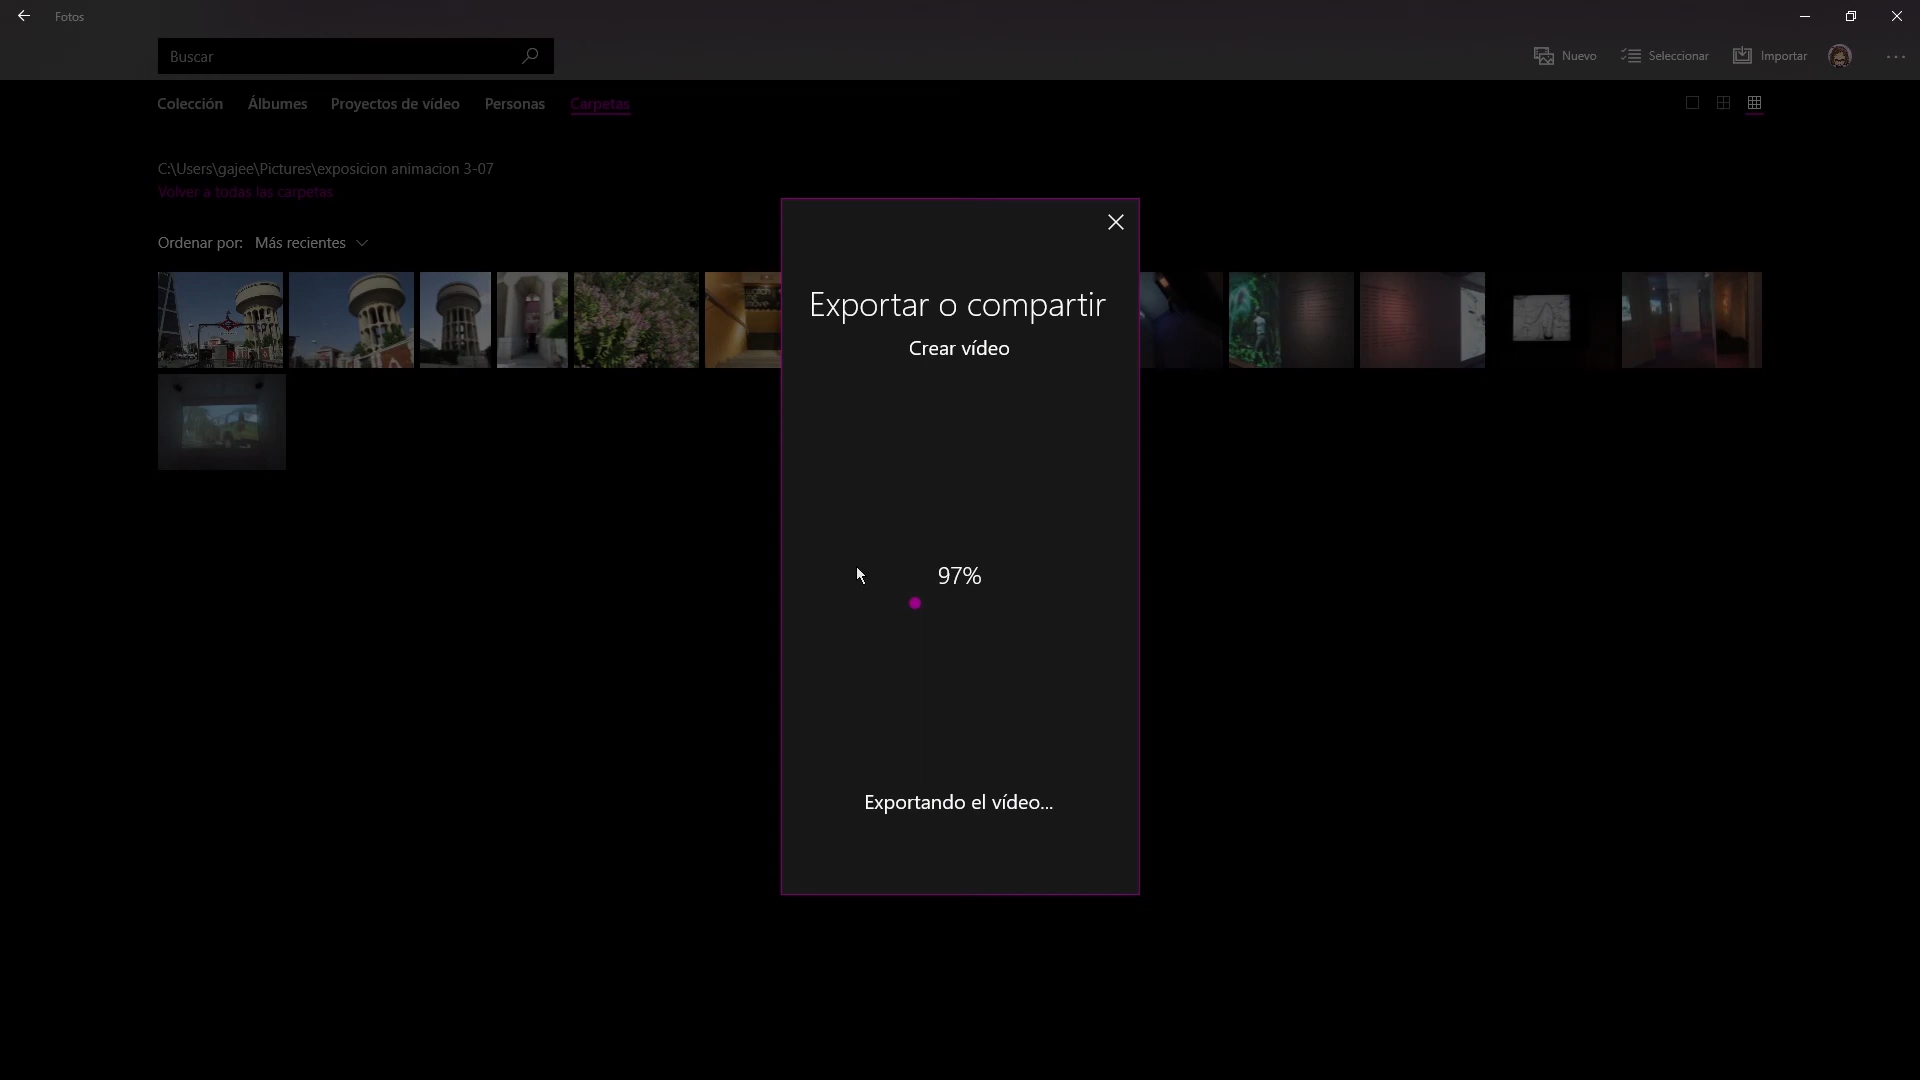 Fotos
Buscar
Nuevo
Seleccionar
Importar
Colección
Álbumes
Proyectos de vídeo
Personas
Carpetas
C:\Users\gajee\Pictures\exposicion animacion 3-07
Volver a todas las carpetas
Ordenar por: Más recientes
Exportar o compartir
Crear vídeo
97%
Exportando el vídeo...